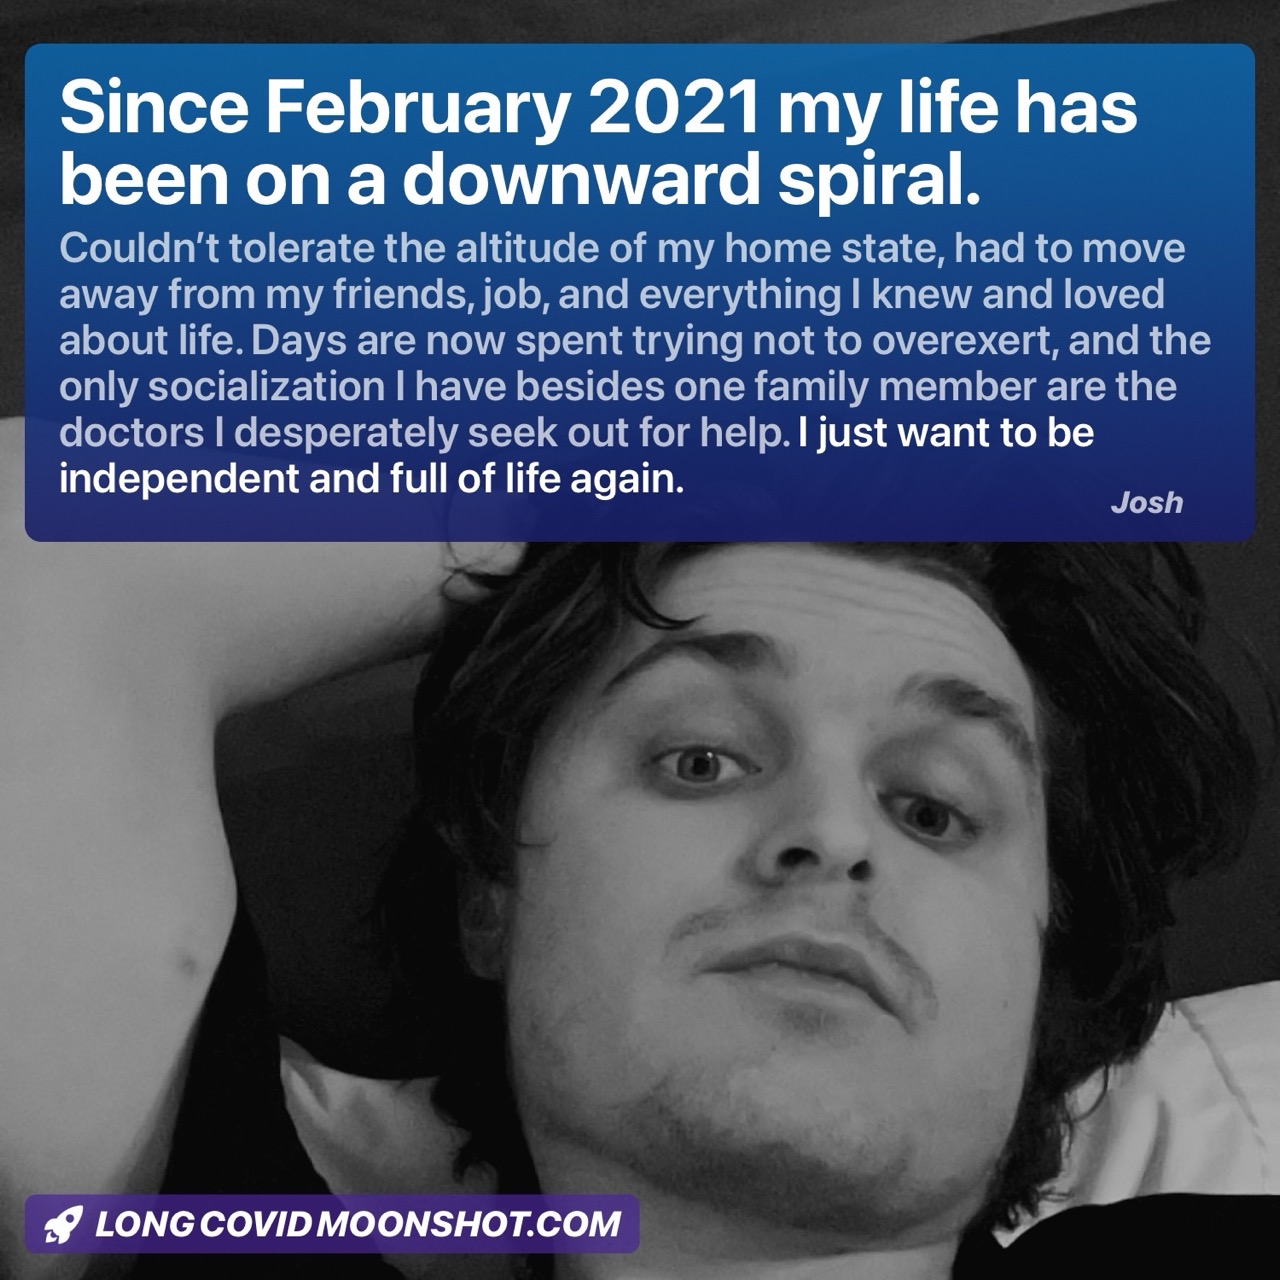 Since February 2021 my life has
been on a downward spiral.
Couldn’t tolerate the altitude of my home state, had to move
away from my friends, job, and everything I knew and loved
about life. Days are now spent trying not to overexert, and the
only socialization I have besides one family member are the
doctors I desperately seek out for help. I just want to be
independent and full of life again.
Josh
LONG COVID MOONSHOT.COM